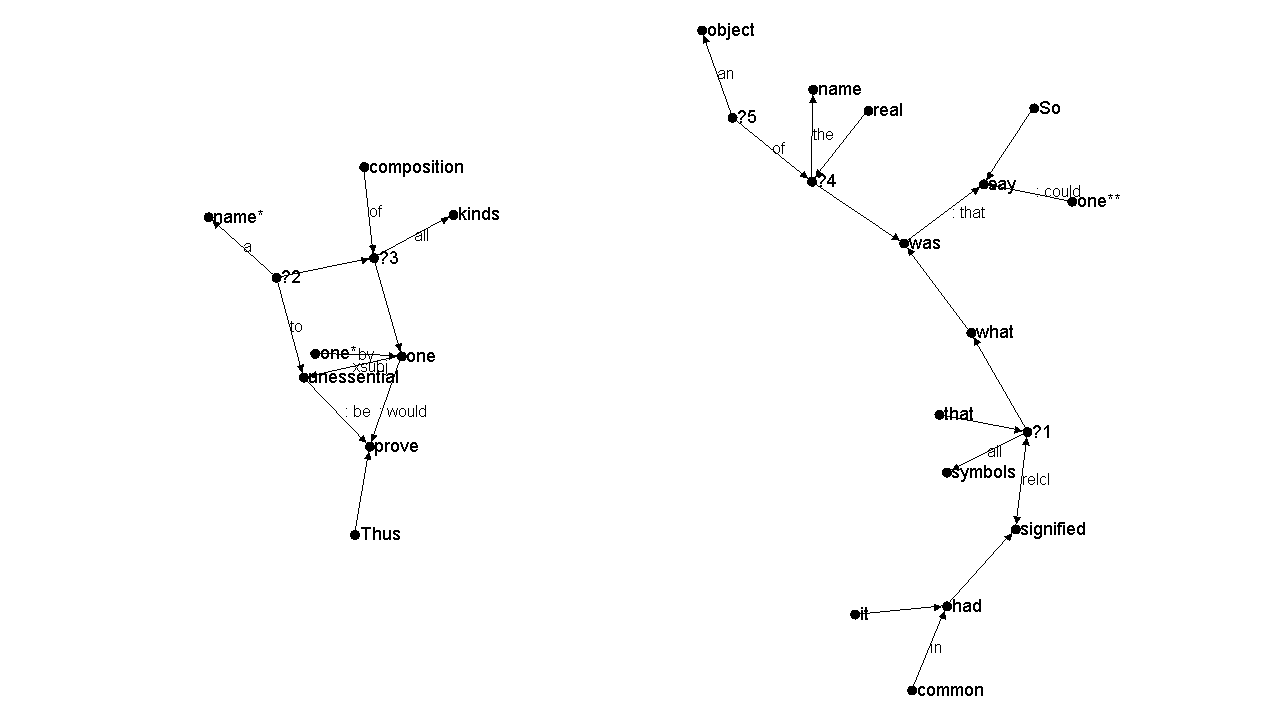 object
an
name
real
So
?5
the
of
composition
?4
say
: could
one**
name*
of
kinds
: that
all
a
was
?3
?2
to
what
one*
by
one
xsubj
unessential
: be
: would
that
?1
prove
all
symbols
relcl
Thus
signified
it
had
in
common